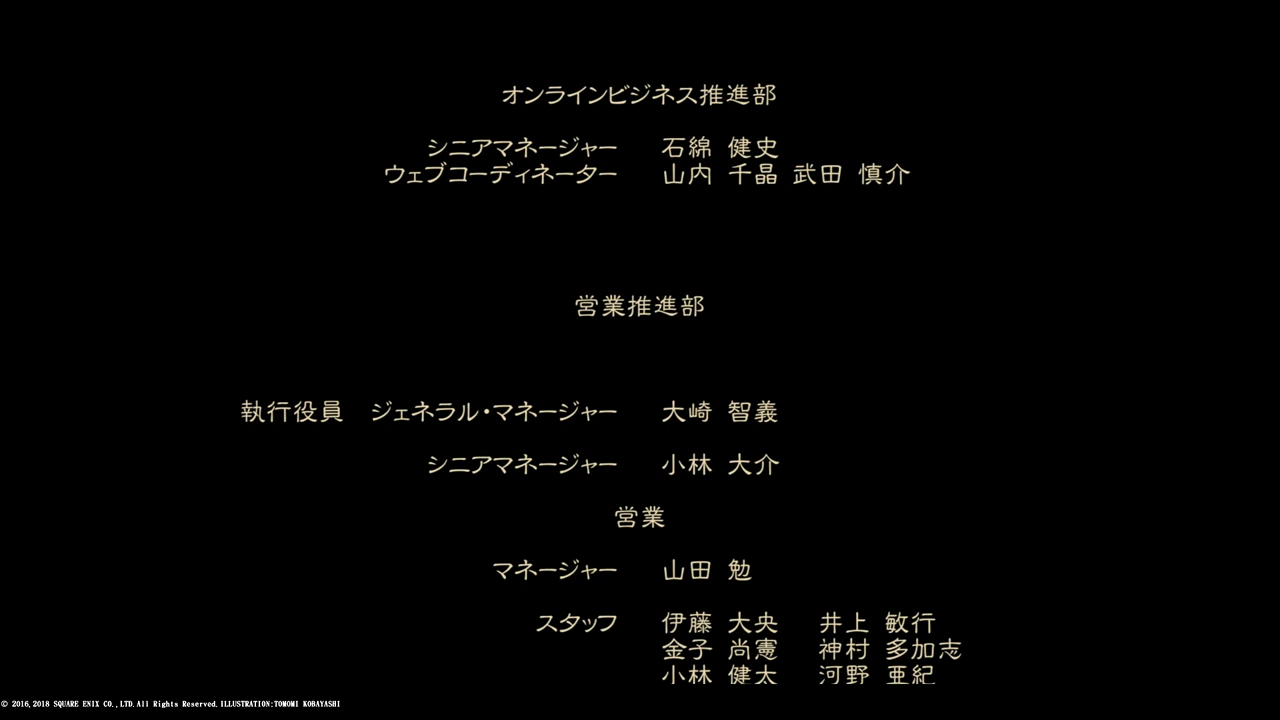 オンラインビジネス推進部
シニアマネージャー 石綿 健史
ウェブコーディネーター 山内 千晶 武田 慎介
営業推進部
執行役員 ジェネラル・マネージャー 大崎 智義
シニアマネージャー 小林 大介
営業
マネージャー 山田 勉
スタッフ 伊藤 大央 井上 敏行
金子 尚憲 神村 多加志
小林 健太 河野 亜紀
© 2016,2018 SQUARE ENIX CO.,LTD.All Rights Reserved.ILLUSTRATION:TOMOMI KOBAYASHI